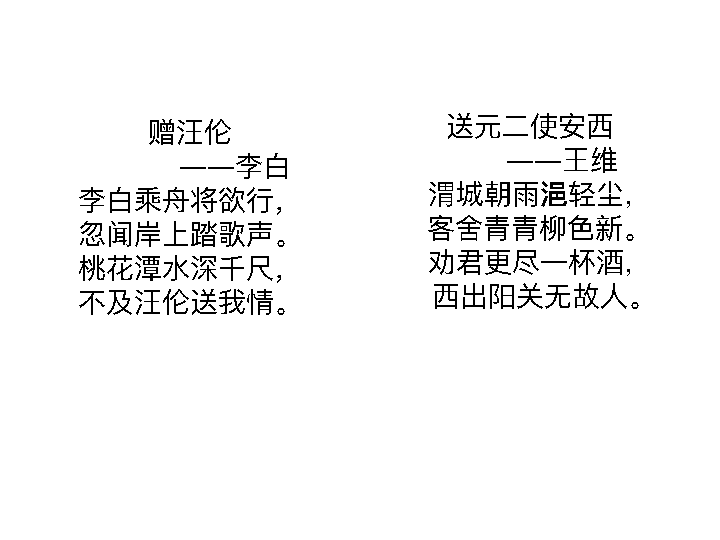 赠汪伦
——李白
李白乘舟将欲行，
忽闻岸上踏歌声。
桃花潭水深千尺，
不及汪伦送我情。
送元二使安西
——王维
渭城朝雨浥轻尘，
客舍青青柳色新。
劝君更尽一杯酒，
西出阳关无故人。